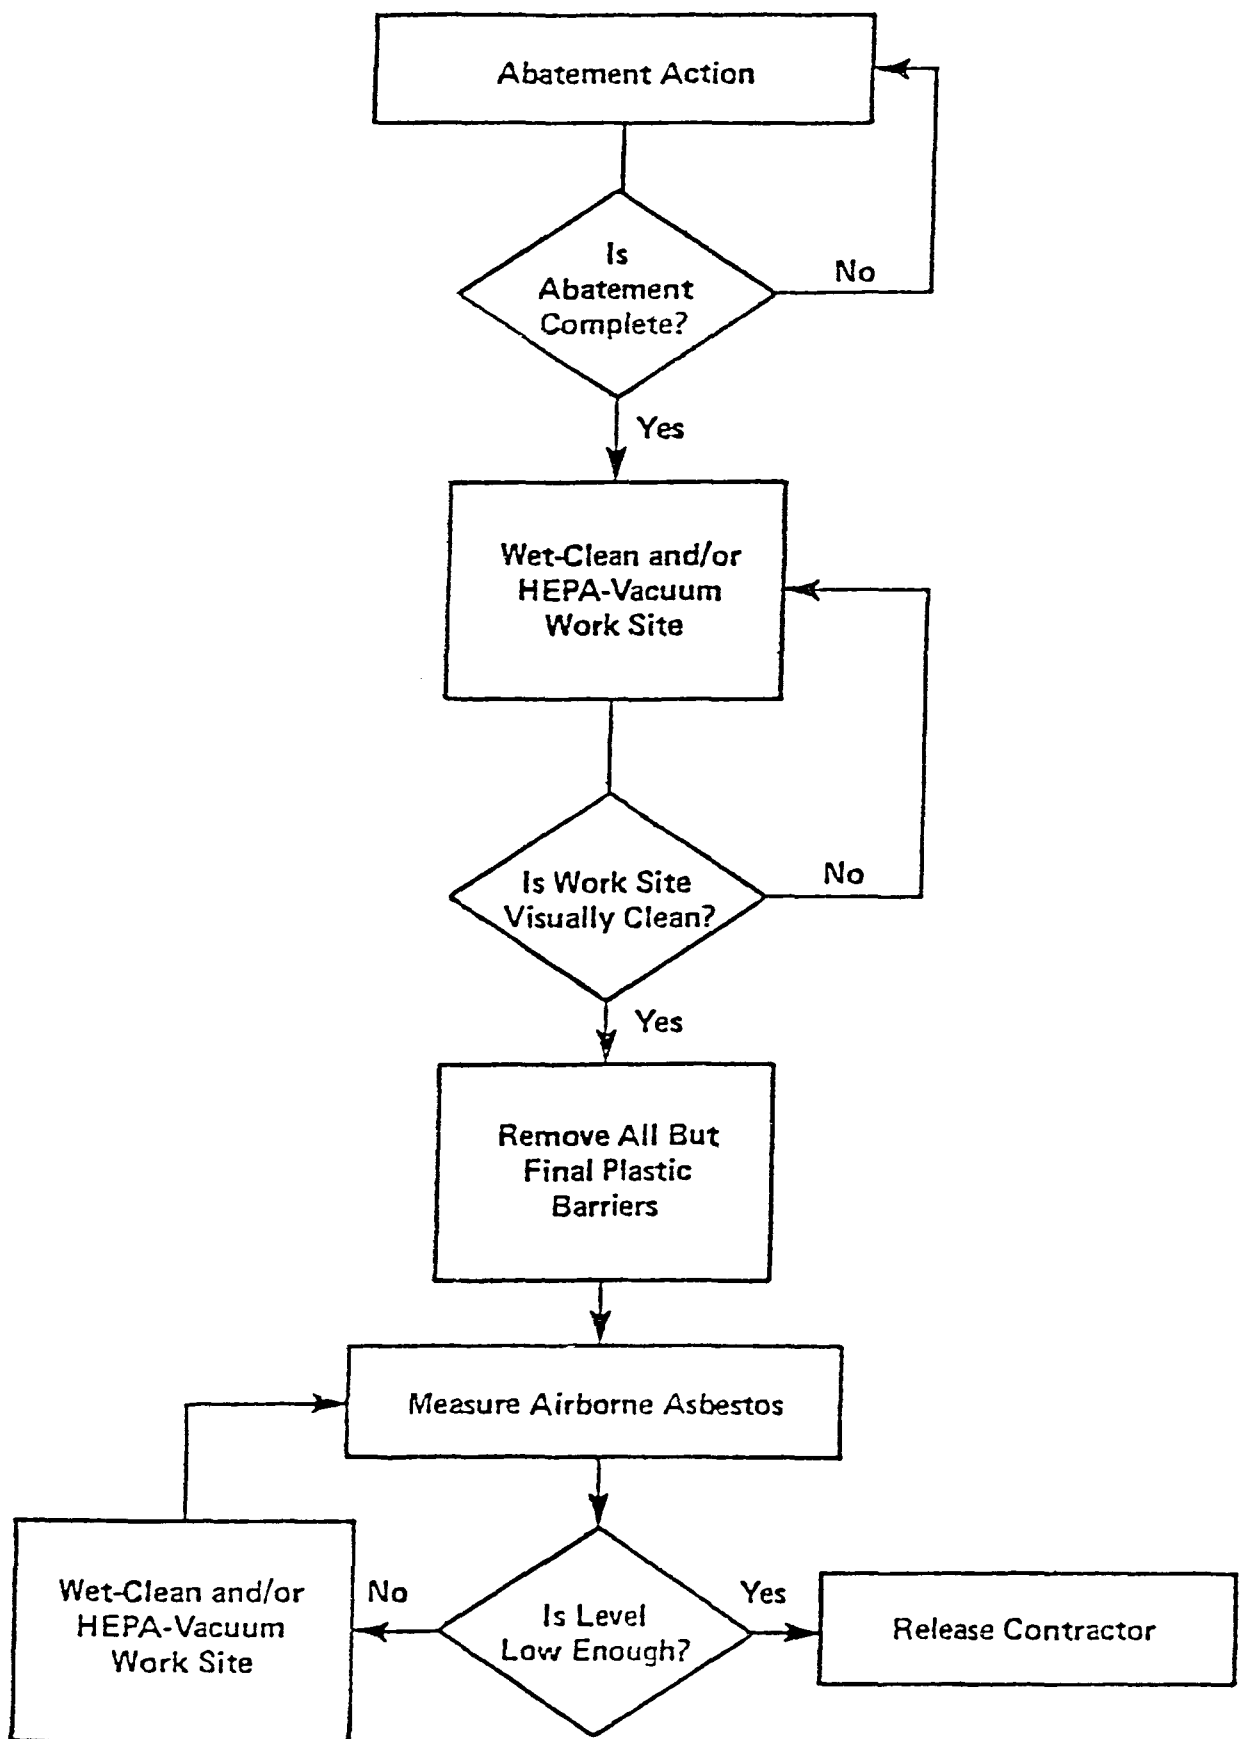 Abatement Action
Is
Abatement
Complete?
No
Yes
Wet-Clean and/or
HEPA-Vacuum
Work Site
Is Work Site
Visually Clean?
No
Yes
Remove All But
Final Plastic
Barriers
Measure Airborne Asbestos
Wet-Clean and/or
HEPA-Vacuum
Work Site
No
Is Level
Low Enough?
Yes
Release Contractor